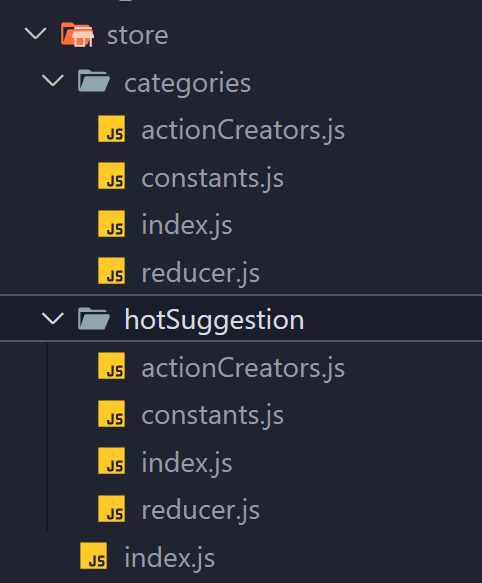 store
categories
JS actionCreators.js
JS constants.js
JS index.js
JS reducer.js
hotSuggestion
JS actionCreators.js
JS constants.js
JS index.js
JS reducer.js
JS index.js